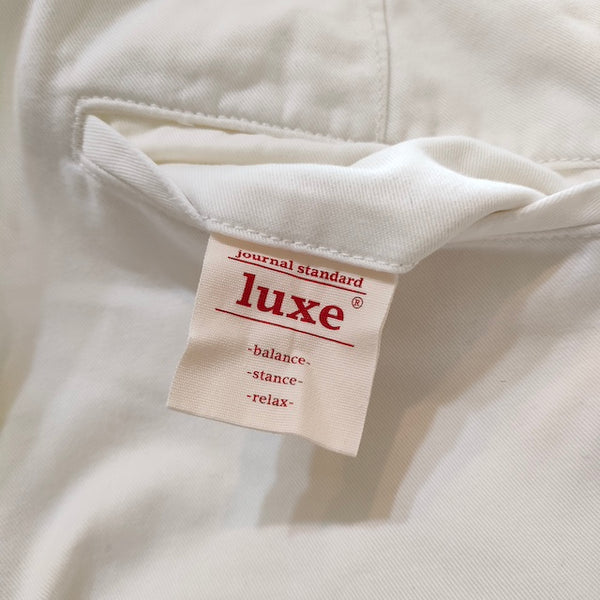 journal standard
luxe®
-balance-
-stance-
-relax-